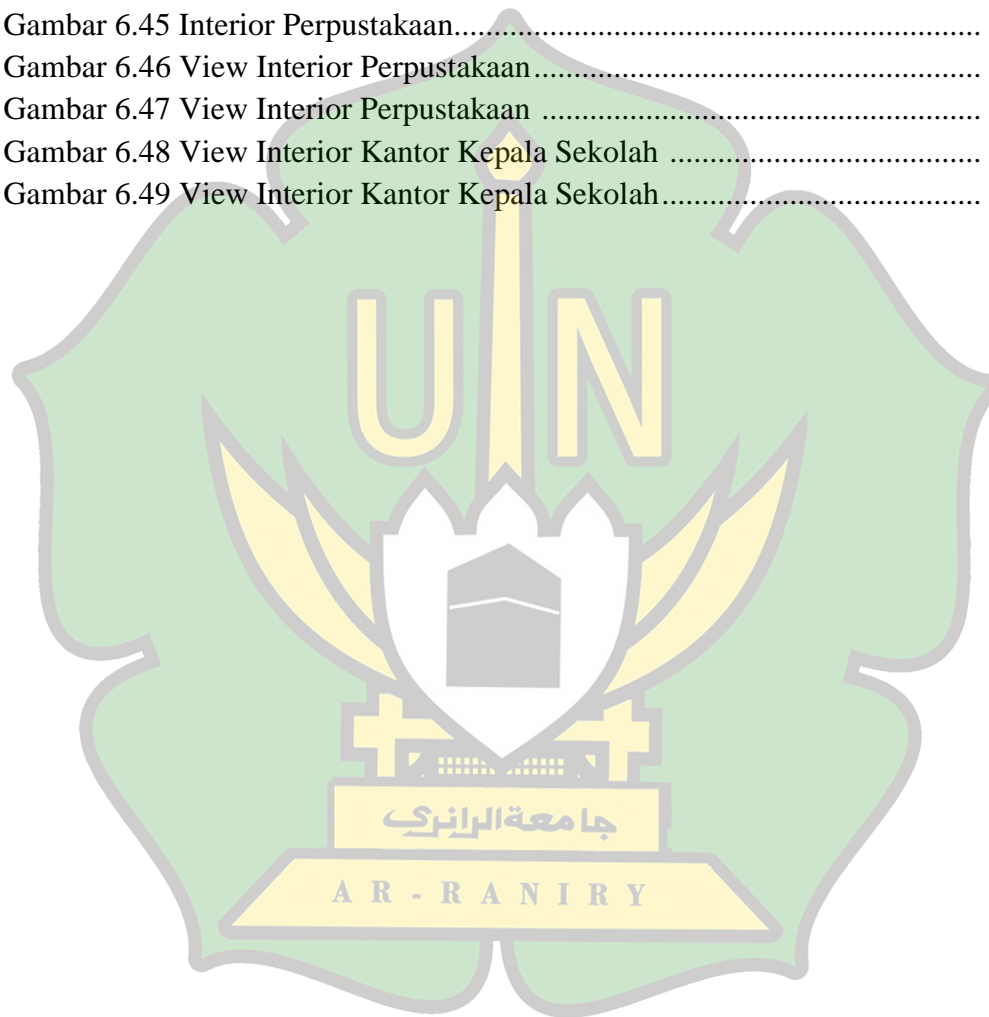 Gambar 6.45 Interior Perpustakaan..................................................................
Gambar 6.46 View Interior Perpustakaan........................................................
Gambar 6.47 View Interior Perpustakaan .......................................................
Gambar 6.48 View Interior Kantor Kepala Sekolah .......................................
Gambar 6.49 View Interior Kantor Kepala Sekolah........................................
UIN
جامعةالرانري
AR-RANIRY